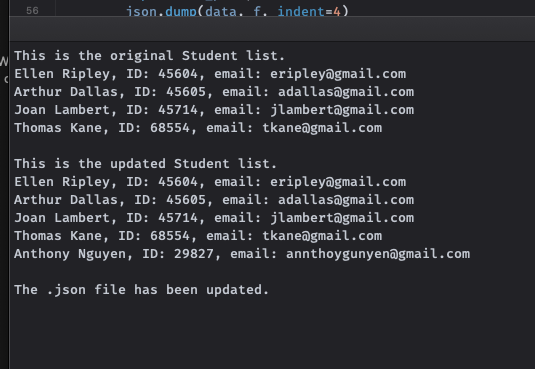 56 json.dump(data, f, indent=4)
This is the original Student list.
Ellen Ripley, ID: 45604, email: eripley@gmail.com
Arthur Dallas, ID: 45605, email: adallas@gmail.com
Joan Lambert, ID: 45714, email: jlambert@gmail.com
Thomas Kane, ID: 68554, email: tkane@gmail.com
This is the updated Student list.
Ellen Ripley, ID: 45604, email: eripley@gmail.com
Arthur Dallas, ID: 45605, email: adallas@gmail.com
Joan Lambert, ID: 45714, email: jlambert@gmail.com
Thomas Kane, ID: 68554, email: tkane@gmail.com
Anthony Nguyen, ID: 29827, email: annthoygunyen@gmail.com
The .json file has been updated.